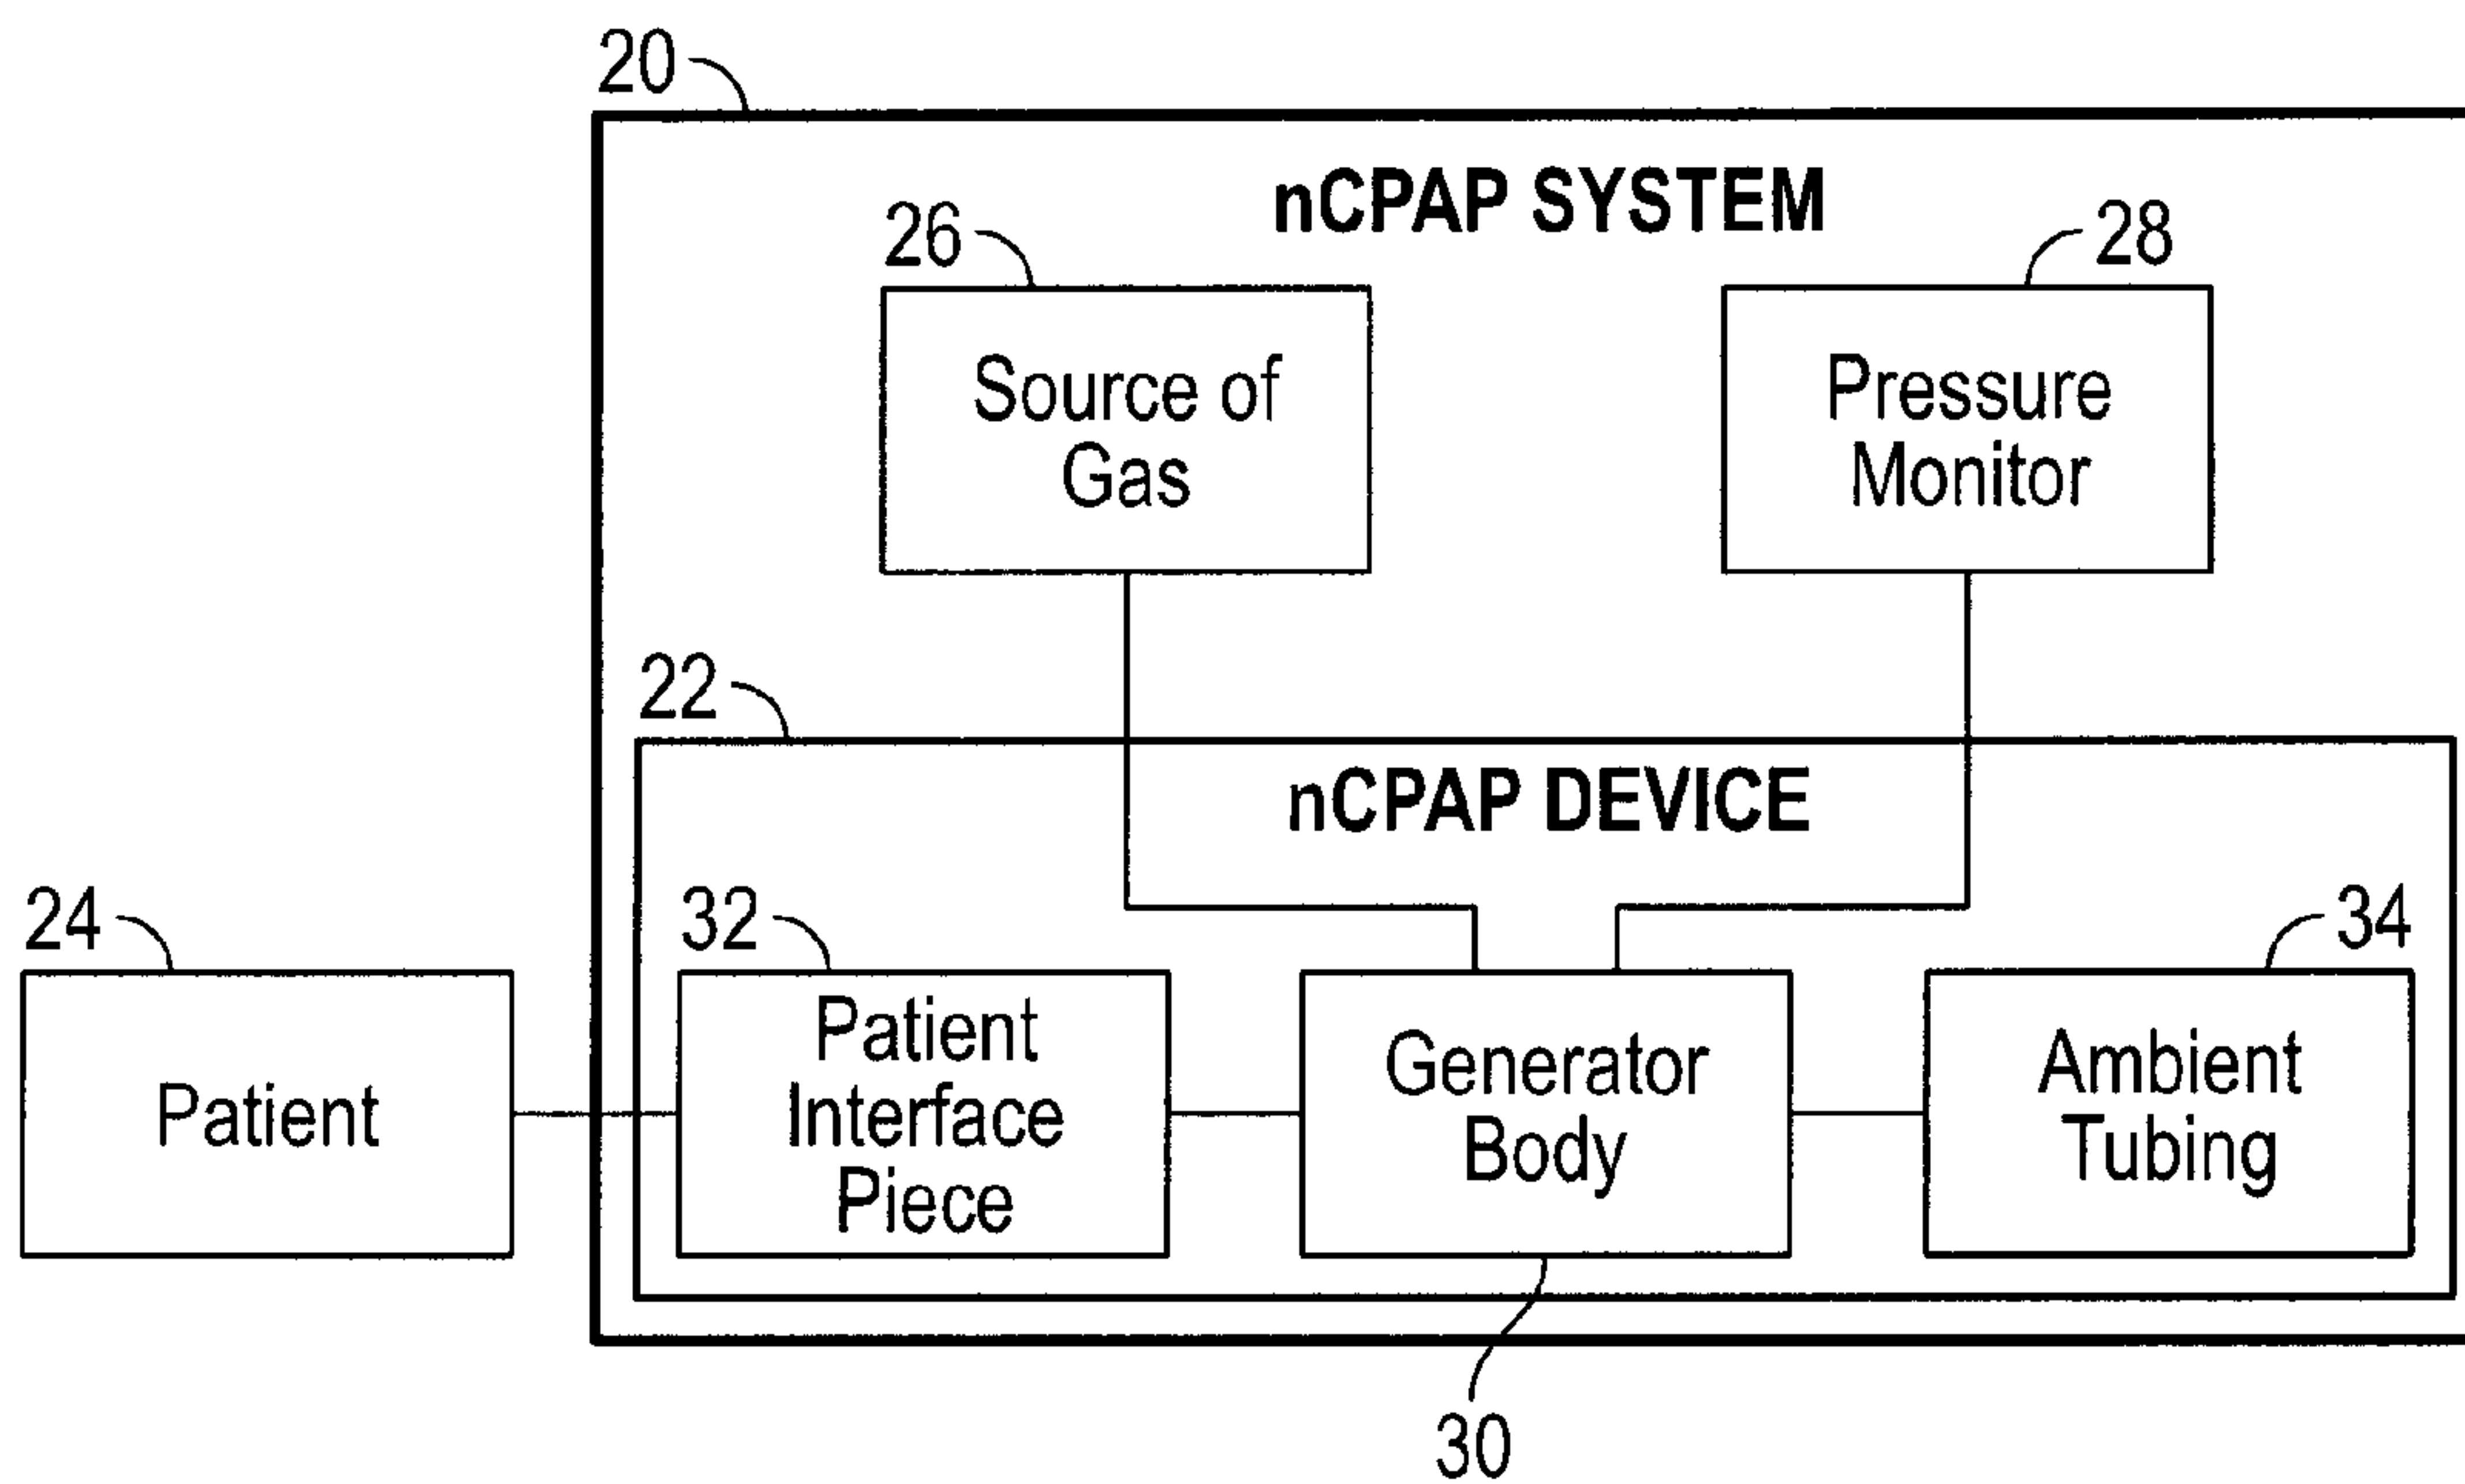 20
nCPAP SYSTEM
26
28
Source of
Gas
Pressure
Monitor
22
nCPAP DEVICE
24
32
34
Patient
Patient
Interface
Piece
Generator
Body
Ambient
Tubing
30